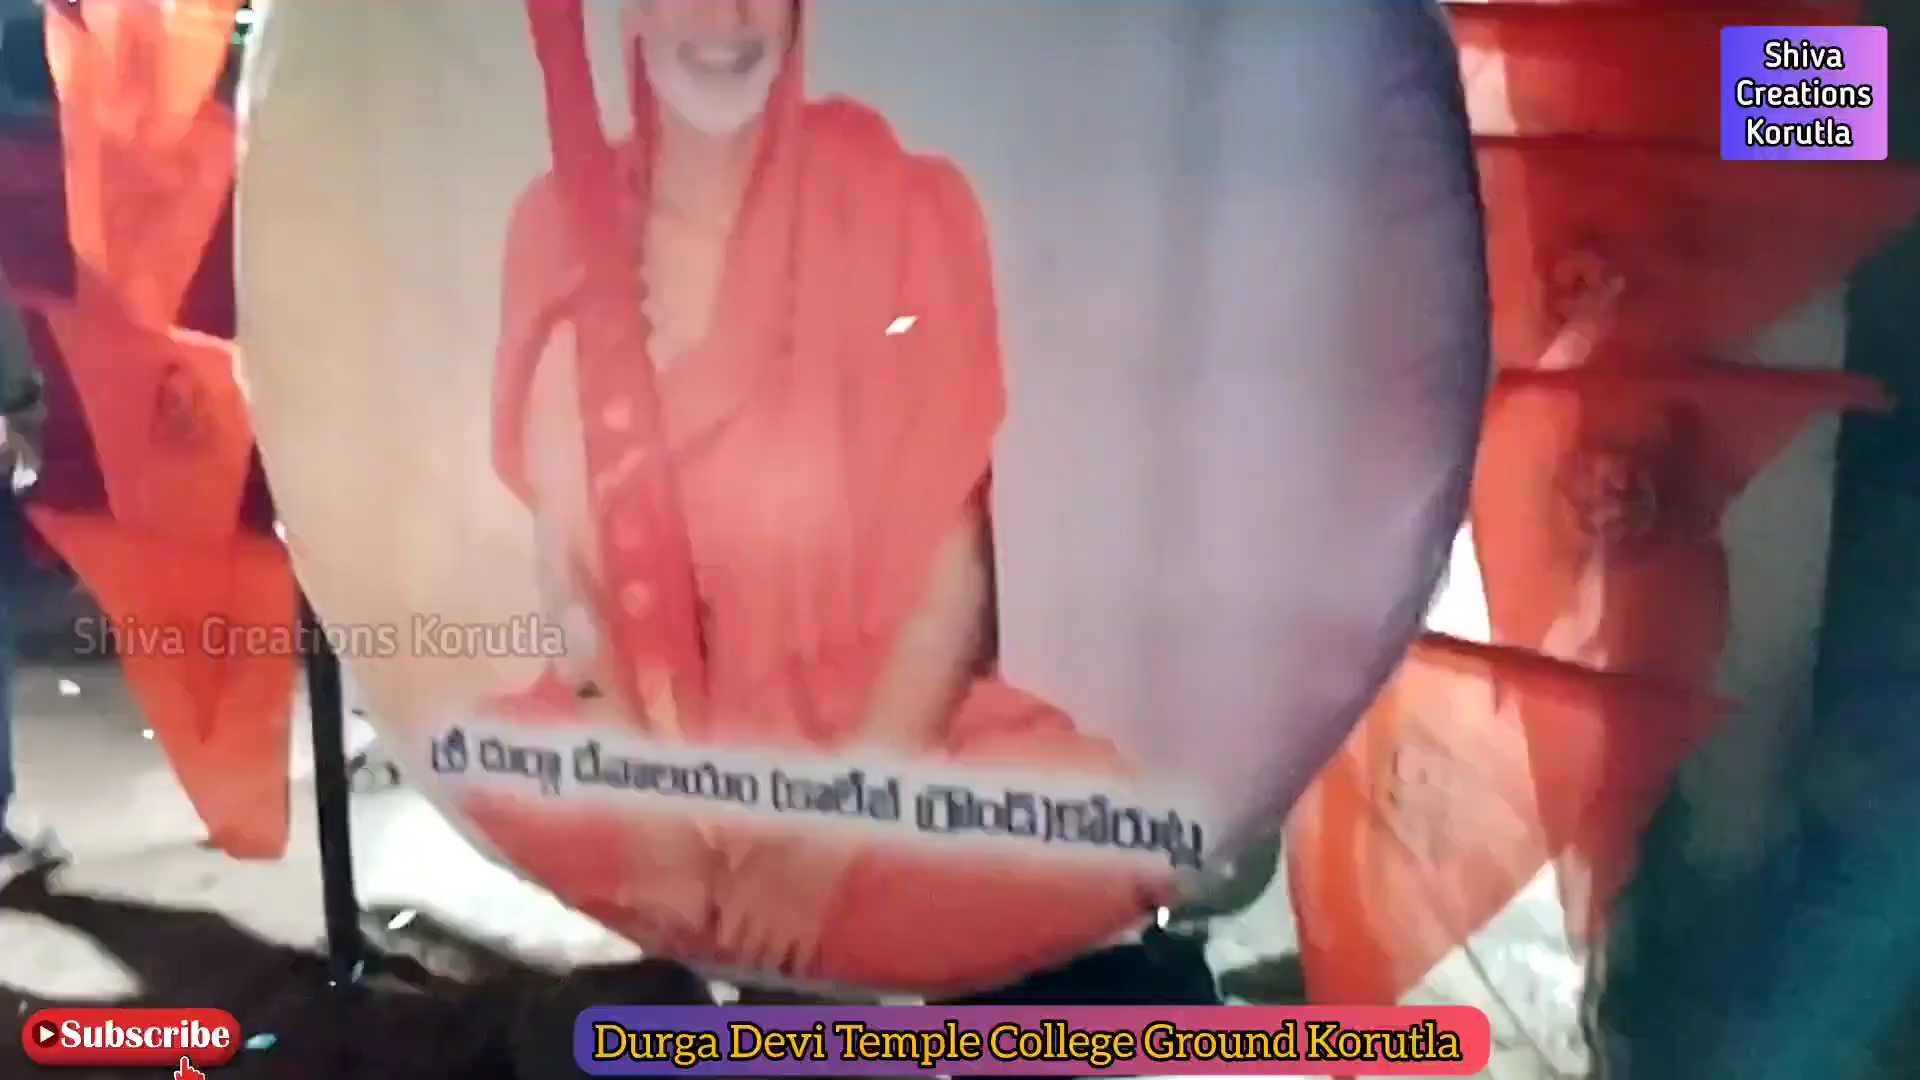 Shiva
Creations
Korutla
Shiva Creations Korutla
శ్రీ దుర్గా దేవాలయం (కాలేజ్ గ్రౌండ్)కోరుట్ల
Subscribe
Durga Devi Temple College Ground Korutla